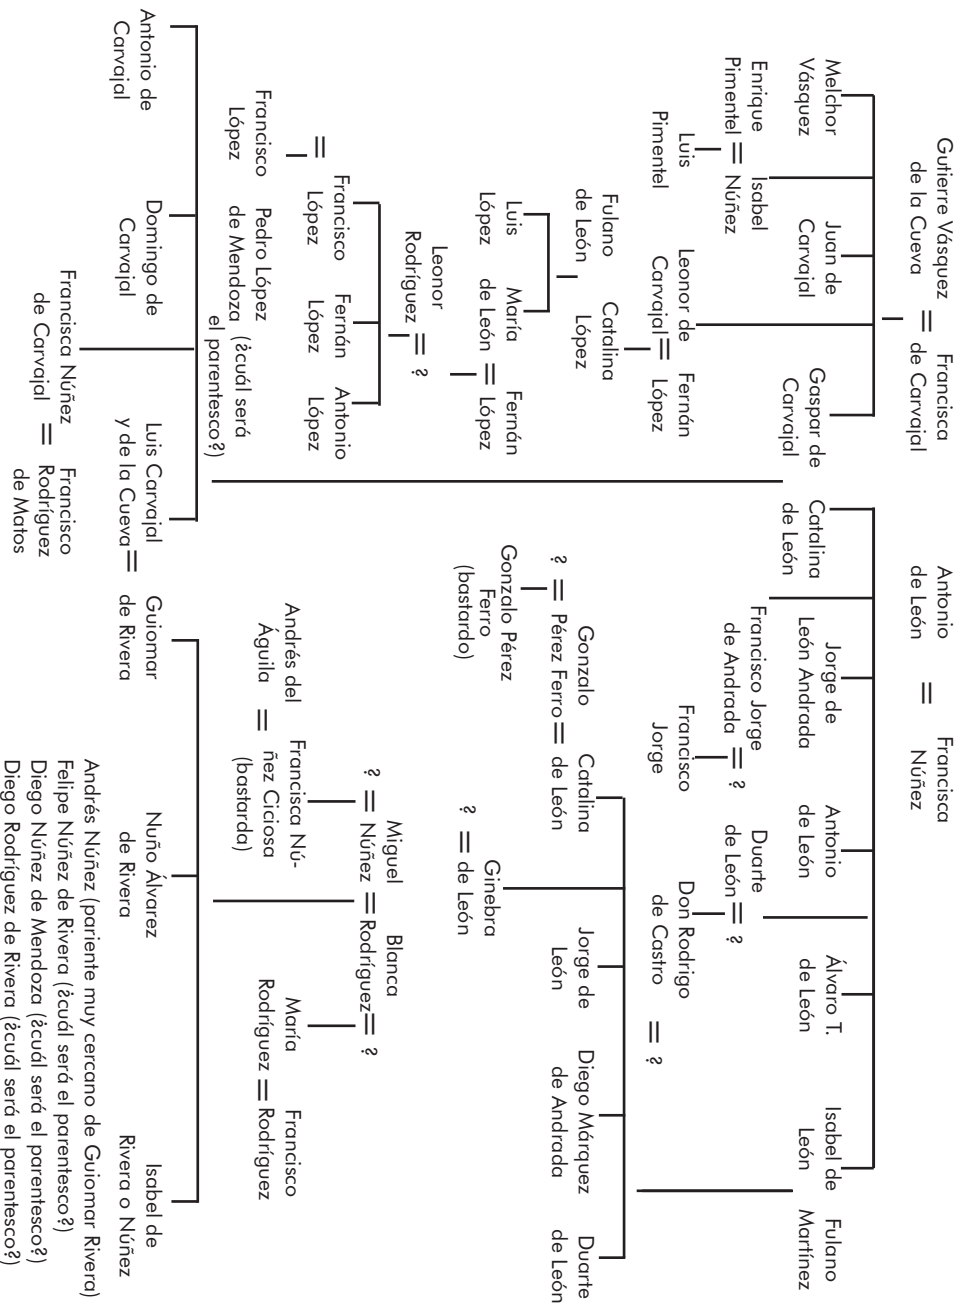 Gutierre Vásquez
de la Cueva
=
Francisca
de Carvajal
Antonio
de León
=
Francisca
Núñez
Melchor
Vásquez
Enrique
Pimentel
=
Isabel
Núñez
Luis
Pimentel
Juan de
Carvajal
Leonor de
Carvajal
=
Fernán
López
Gaspar de
Carvajal
Catalina
de León
Jorge de
León Andrada
Francisco Jorge
de Andrada
=
?
Francisco
Jorge
Antonio
de León
Duarte
de León
=
?
Don Rodrigo
de Castro
=
?
Álvaro T.
de León
Isabel de
León
Fulano
Martínez
Fulano
de León
Catalina
López
Luis
López
María
de León
=
Fernán
López
Leonor
Rodríguez
=
?
Francisco
López
Fernán
López
Antonio
López
=
Francisco
López
Pedro López
de Mendoza
(¿cuál será
el parentesco?)
?
=
Gonzalo
Pérez Ferro
=
Catalina
de León
Gonzalo Pérez
Ferro
(bastardo)
Ginebra
de León
=
?
Jorge de
León
Diego Márquez
de Andrada
Duarte
de León
?
=
Miguel
Núñez
=
Blanca
Rodríguez
=
?
Andrés del
Águila
=
Francisca Nú-
ñez Ciciosa
(bastarda)
María
Rodríguez
=
Francisco
Rodríguez
Antonio de
Carvajal
Domingo de
Carvajal
Francisca Núñez
de Carvajal
=
Francisco
Rodríguez
de Matos
Luis Carvajal
y de la Cueva
=
Guiomar
de Rivera
Nuño Álvarez
de Rivera
Isabel de
Rivera o Núñez
Andrés Núñez (pariente muy cercano de Guiomar Rivera)
Felipe Núñez de Rivera (¿cuál será el parentesco?)
Diego Núñez de Mendoza (¿cuál será el parentesco?)
Diego Rodríguez de Rivera (¿cuál será el parentesco?)